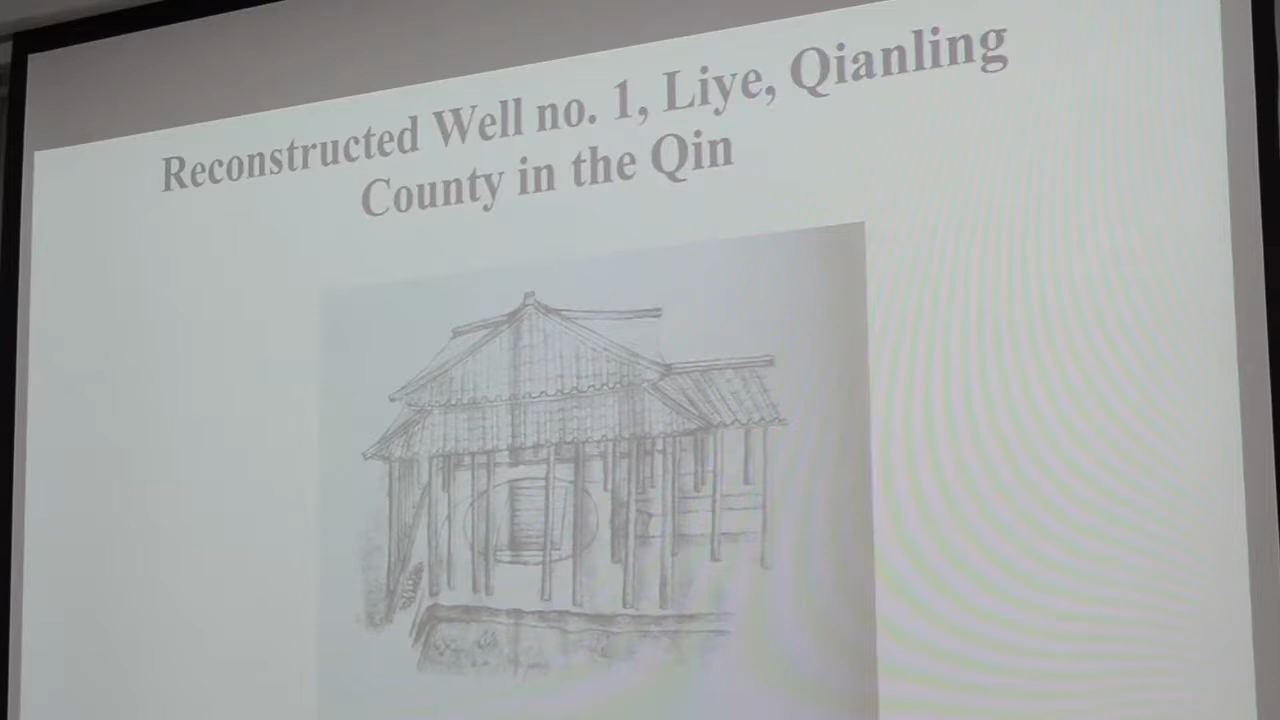 Reconstructed Well no. 1, Liye, Qianling
County in the Qin